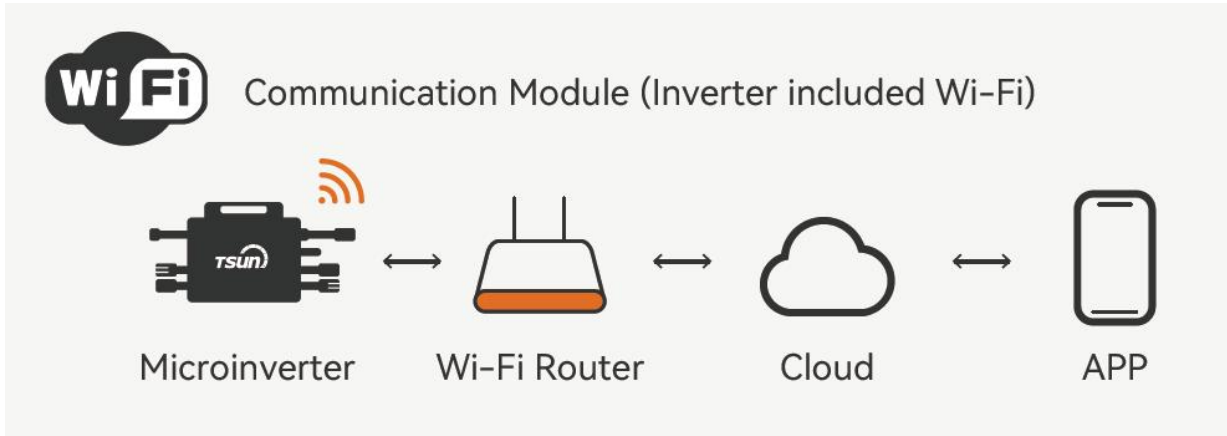 Wi Fi
Communication Module (Inverter included Wi-Fi)
TSUN
Microinverter
Wi-Fi Router
Cloud
APP